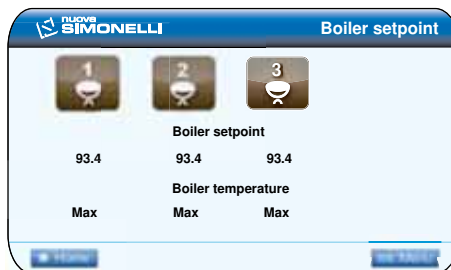 nuova
SIMONELLI
Boiler setpoint
1 2 3
Boiler setpoint
93.4 93.4 93.4
Boiler temperature
Max Max Max
Home